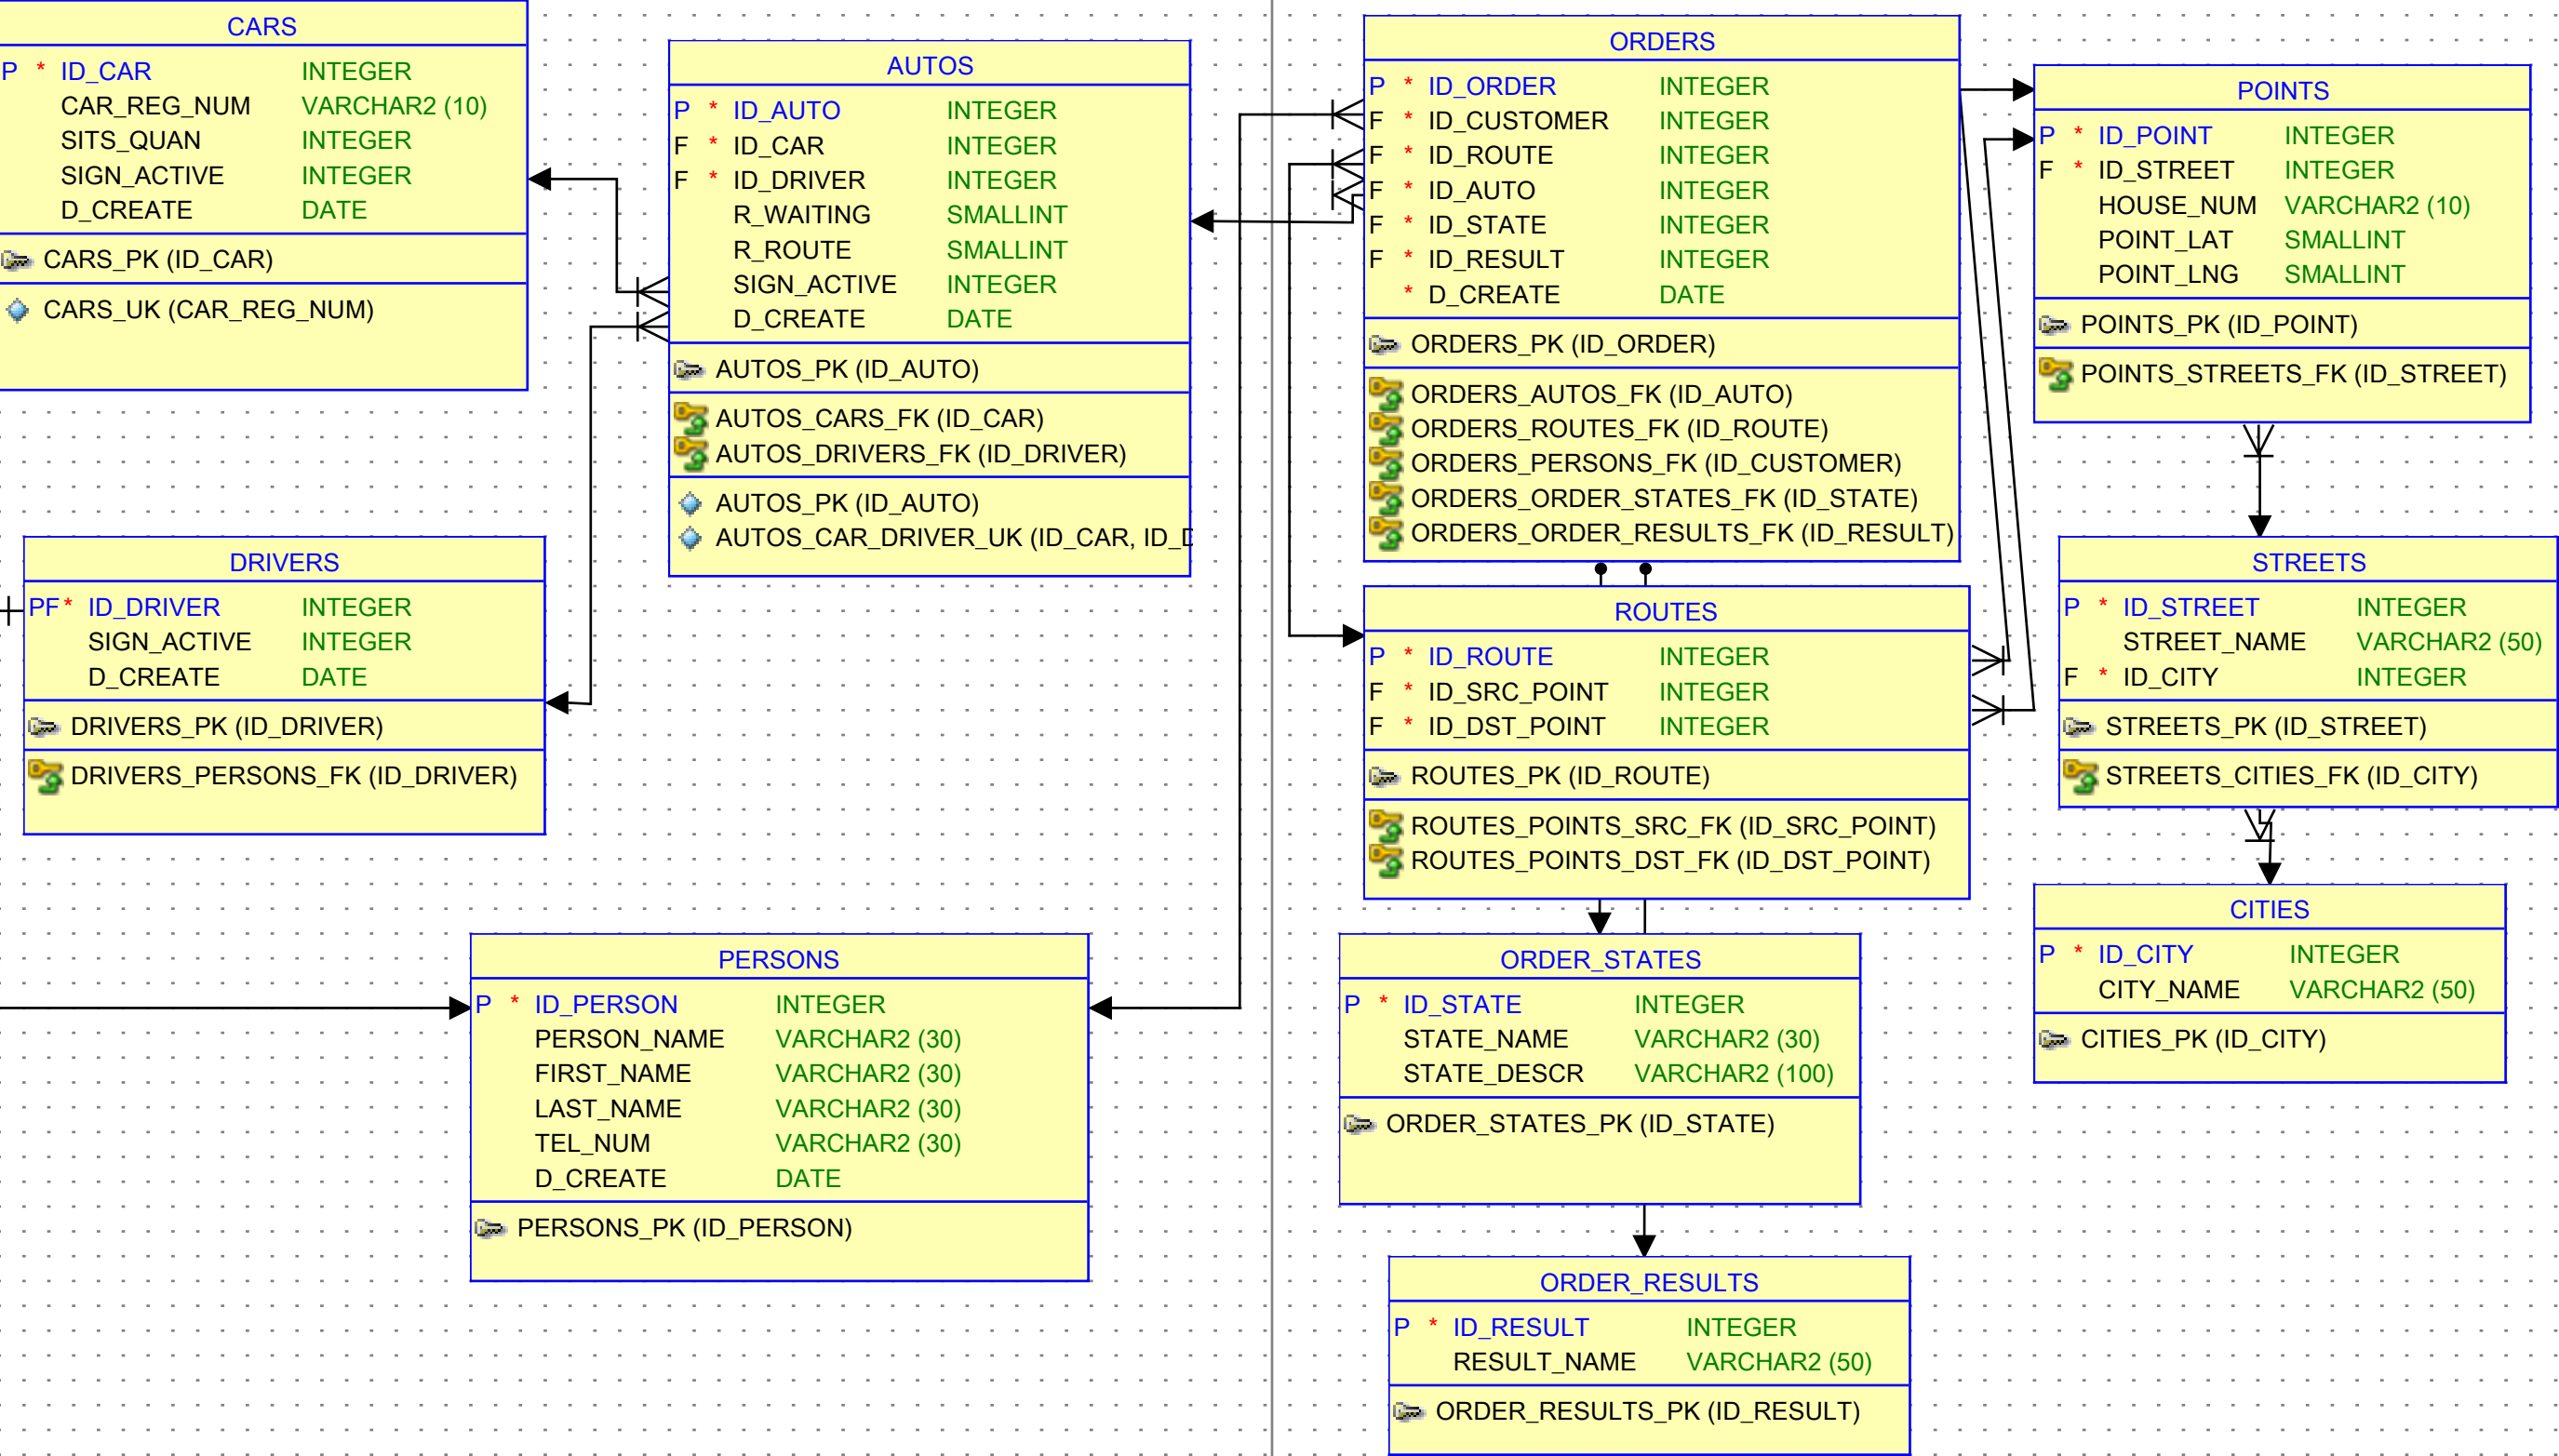 CARS
P * ID_CAR INTEGER
CAR_REG_NUM VARCHAR2 (10)
SITS_QUAN INTEGER
SIGN_ACTIVE INTEGER
D_CREATE DATE
CARS_PK (ID_CAR)
CARS_UK (CAR_REG_NUM)
AUTOS
P * ID_AUTO INTEGER
F * ID_CAR INTEGER
F * ID_DRIVER INTEGER
R_WAITING SMALLINT
R_ROUTE SMALLINT
SIGN_ACTIVE INTEGER
D_CREATE DATE
AUTOS_PK (ID_AUTO)
AUTOS_CARS_FK (ID_CAR)
AUTOS_DRIVERS_FK (ID_DRIVER)
AUTOS_PK (ID_AUTO)
AUTOS_CAR_DRIVER_UK (ID_CAR, ID_D
ORDERS
P * ID_ORDER INTEGER
F * ID_CUSTOMER INTEGER
F * ID_ROUTE INTEGER
F * ID_AUTO INTEGER
F * ID_STATE INTEGER
F * ID_RESULT INTEGER
* D_CREATE DATE
ORDERS_PK (ID_ORDER)
ORDERS_AUTOS_FK (ID_AUTO)
ORDERS_ROUTES_FK (ID_ROUTE)
ORDERS_PERSONS_FK (ID_CUSTOMER)
ORDERS_ORDER_STATES_FK (ID_STATE)
ORDERS_ORDER_RESULTS_FK (ID_RESULT)
POINTS
P * ID_POINT INTEGER
F * ID_STREET INTEGER
HOUSE_NUM VARCHAR2 (10)
POINT_LAT SMALLINT
POINT_LNG SMALLINT
POINTS_PK (ID_POINT)
POINTS_STREETS_FK (ID_STREET)
DRIVERS
PF * ID_DRIVER INTEGER
SIGN_ACTIVE INTEGER
D_CREATE DATE
DRIVERS_PK (ID_DRIVER)
DRIVERS_PERSONS_FK (ID_DRIVER)
ROUTES
P * ID_ROUTE INTEGER
F * ID_SRC_POINT INTEGER
F * ID_DST_POINT INTEGER
ROUTES_PK (ID_ROUTE)
ROUTES_POINTS_SRC_FK (ID_SRC_POINT)
ROUTES_POINTS_DST_FK (ID_DST_POINT)
STREETS
P * ID_STREET INTEGER
STREET_NAME VARCHAR2 (50)
F * ID_CITY INTEGER
STREETS_PK (ID_STREET)
STREETS_CITIES_FK (ID_CITY)
PERSONS
P * ID_PERSON INTEGER
PERSON_NAME VARCHAR2 (30)
FIRST_NAME VARCHAR2 (30)
LAST_NAME VARCHAR2 (30)
TEL_NUM VARCHAR2 (30)
D_CREATE DATE
PERSONS_PK (ID_PERSON)
ORDER_STATES
P * ID_STATE INTEGER
STATE_NAME VARCHAR2 (30)
STATE_DESCR VARCHAR2 (100)
ORDER_STATES_PK (ID_STATE)
CITIES
P * ID_CITY INTEGER
CITY_NAME VARCHAR2 (50)
CITIES_PK (ID_CITY)
ORDER_RESULTS
P * ID_RESULT INTEGER
RESULT_NAME VARCHAR2 (50)
ORDER_RESULTS_PK (ID_RESULT)